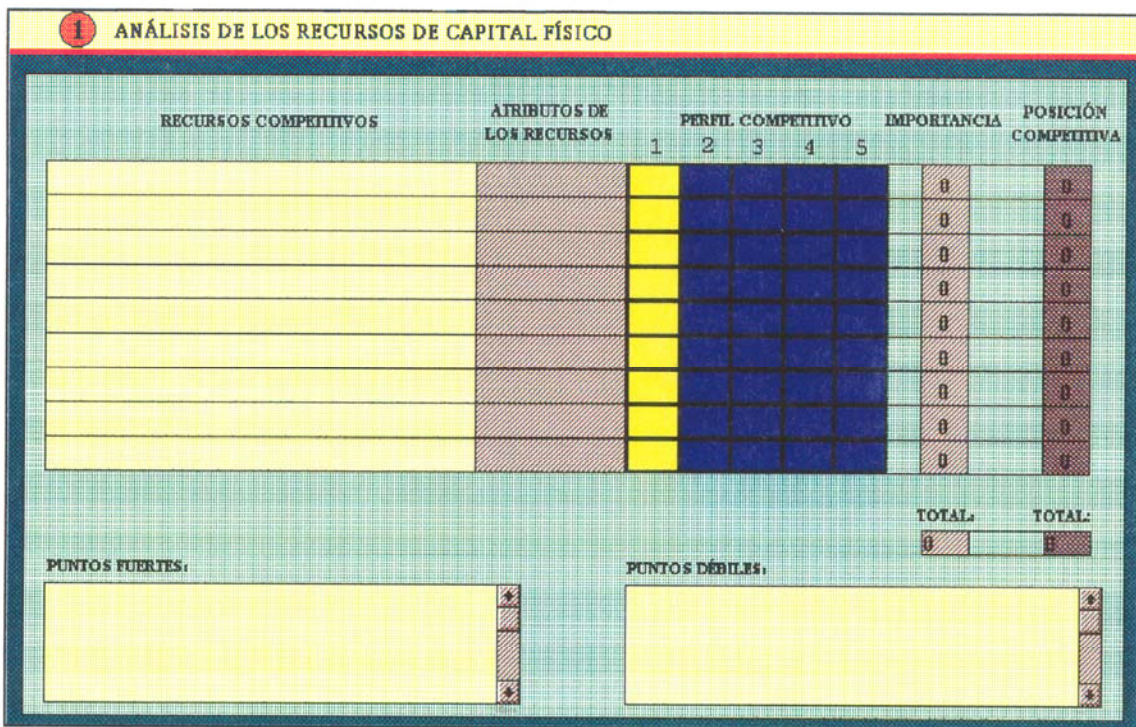 1 ANÁLISIS DE LOS RECURSOS DE CAPITAL FÍSICO
RECURSOS COMPETITIVOS
ATRIBUTOS DE
LOS RECURSOS
PERFIL COMPETITIVO
1 2 3 4 5
IMPORTANCIA
POSICIÓN
COMPETITIVA
0 0
0 0
0 0
0 0
0 0
0 0
0 0
0 0
0 0
TOTAL: TOTAL:
0 0
PUNTOS FUERTES:
PUNTOS DÉBILES: